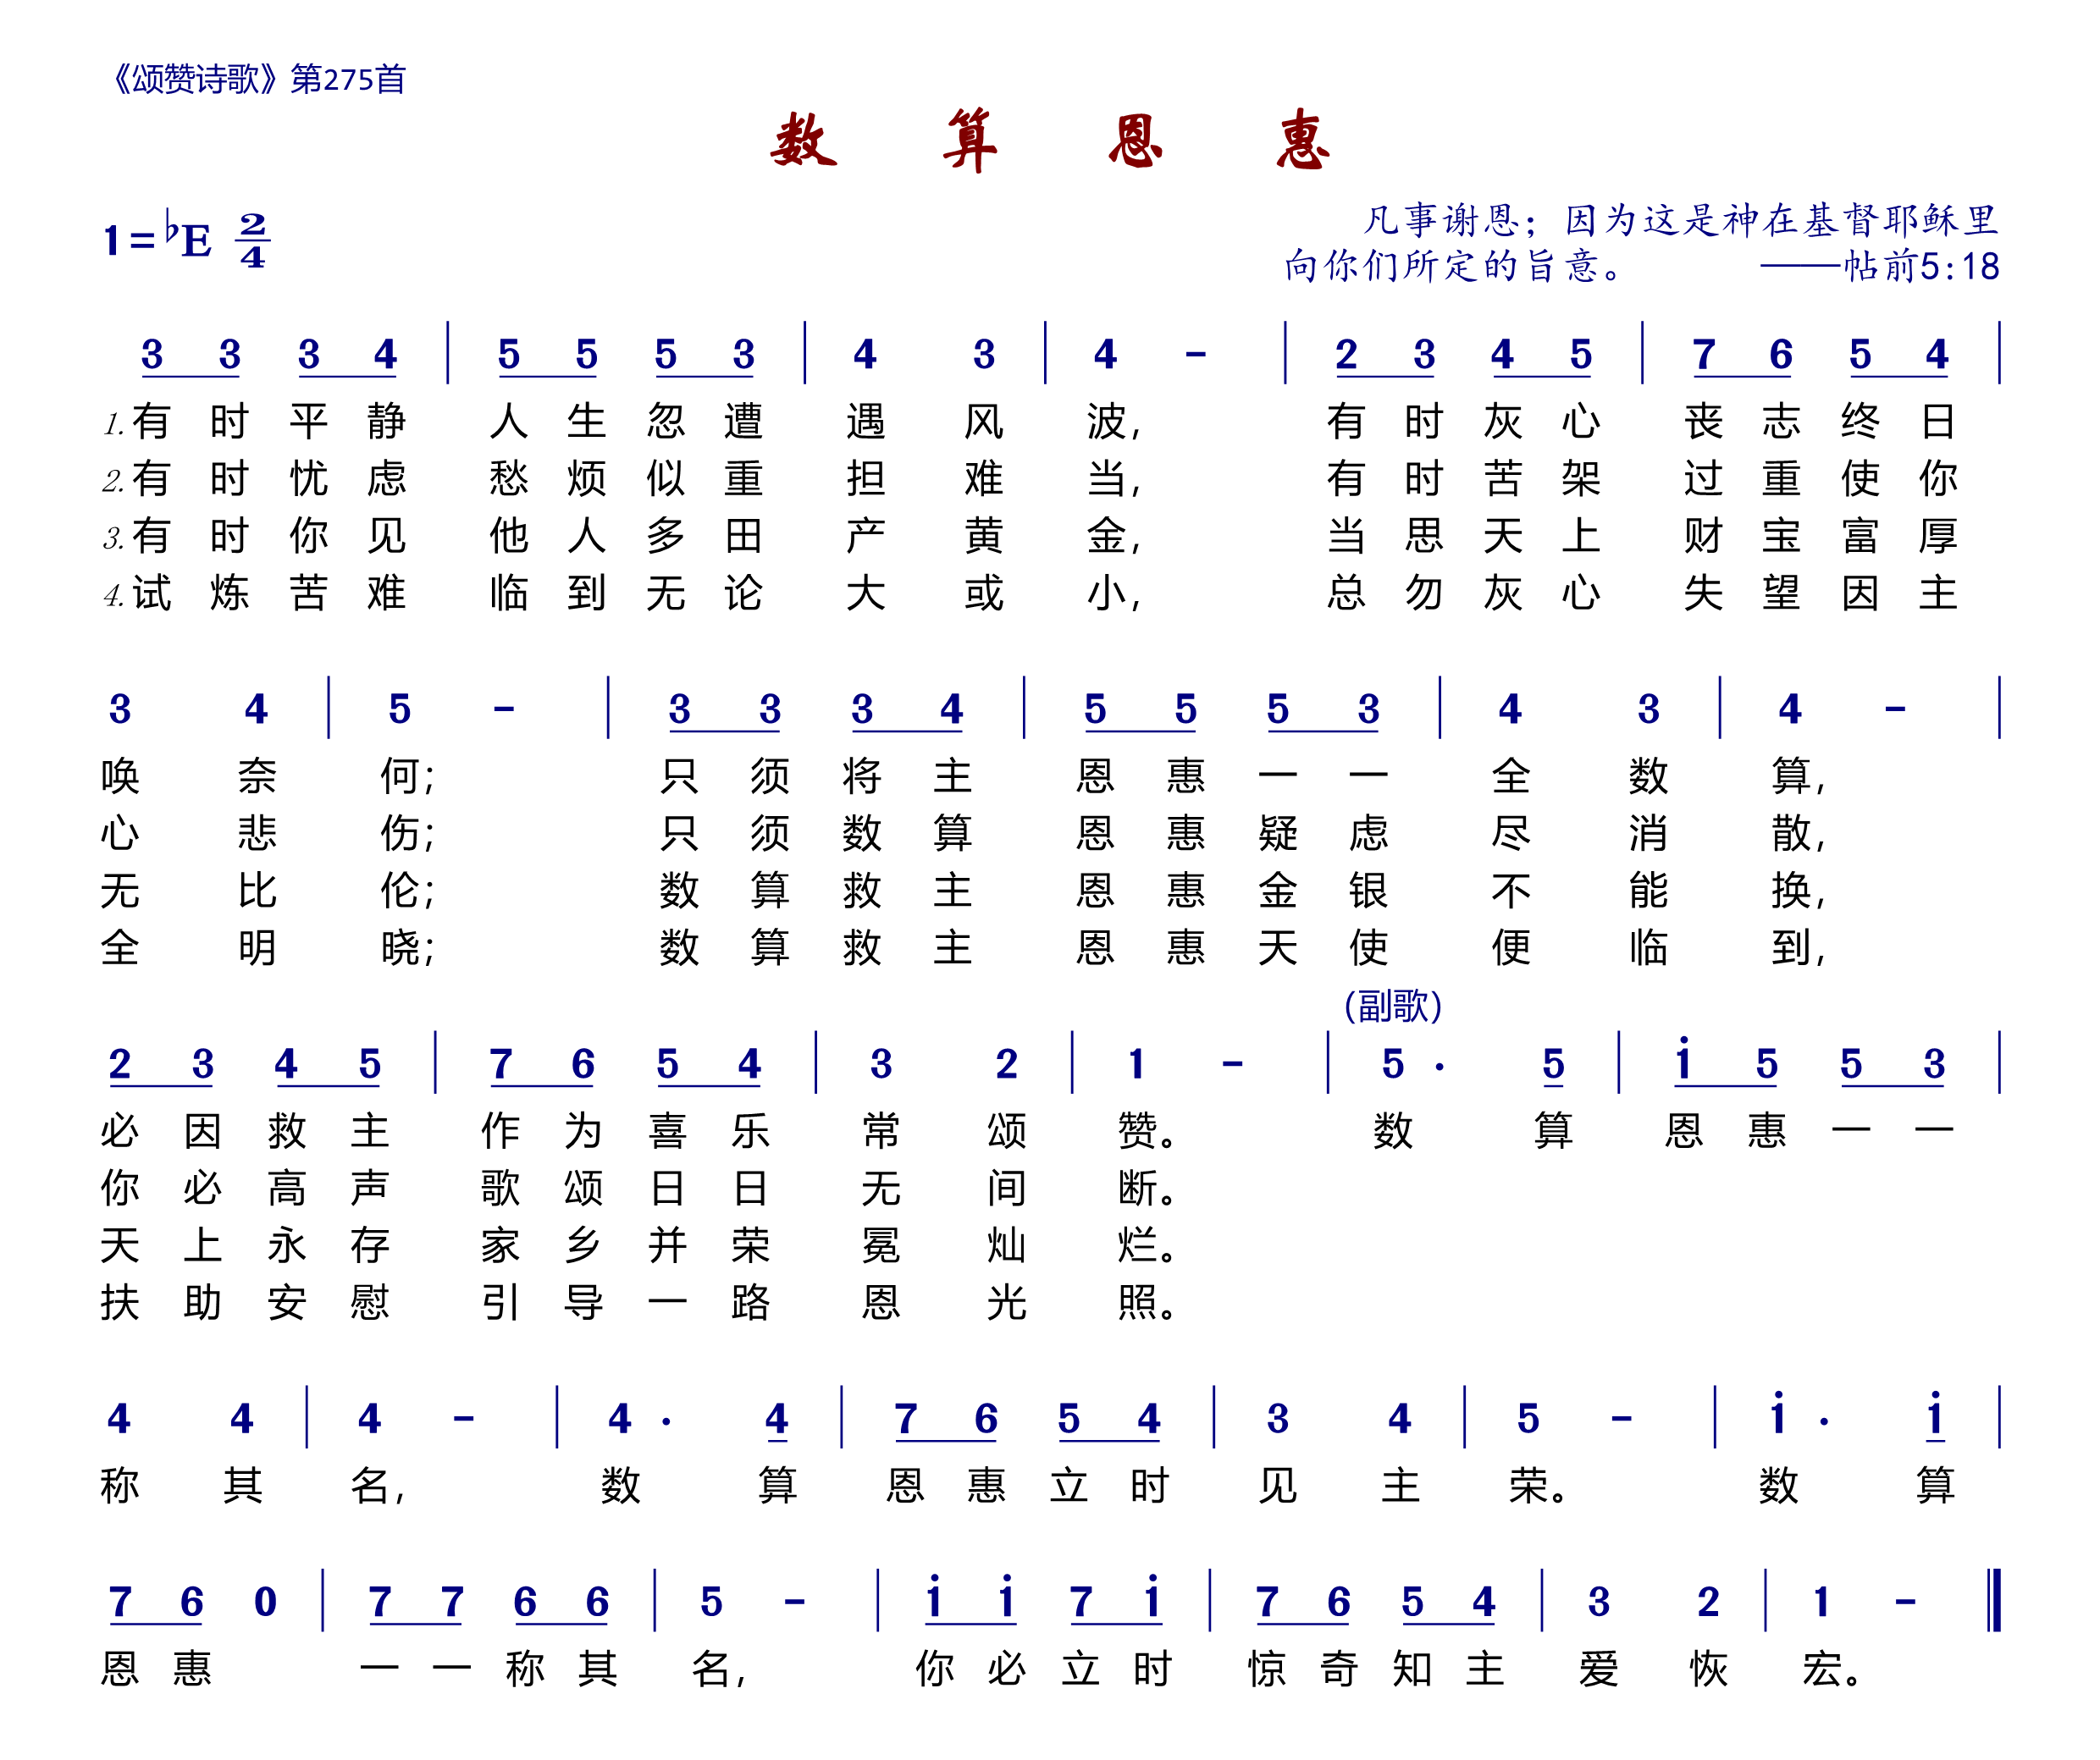 《颂赞诗歌》第275首
数 算 恩 惠
1=♭E 2/4
凡事谢恩；因为这是神在基督耶稣里
向你们所定的旨意。 ——帖前5:18
3 3 3 4 | 5 5 5 3 | 4 3 | 4 - | 2 3 4 5 | 7 6 5 4 |
1.有时平静 人生忽遭 遇风 波, 有时灰心 丧志终日
2.有时忧虑 愁烦似重 担难 当, 有时苦架 过重使你
3.有时你见 他人多田 产黄 金, 当思天上 财宝富厚
4.试炼苦难 临到无论 大或 小, 总勿灰心 失望因主
3 4 | 5 - | 3 3 3 4 | 5 5 5 3 | 4 3 | 4 - |
唤奈 何; 只须将主 恩惠一一 全数 算,
心悲 伤; 只须数算 恩惠疑虑 尽消 散,
无比 伦; 数算救主 恩惠金银 不能 换,
全明 晓; 数算救主 恩惠天使 便临 到,
(副歌)
2 3 4 5 | 7 6 5 4 | 3 2 | 1 - | 5 · 5 | i 5 5 3 |
必因救主 作为喜乐 常颂 赞。 数算 恩惠一一
你必高声 歌颂日日 无间 断。
天上永存 家乡并荣 冕灿 烂。
扶助安慰 引导一路 恩光 照。
4 4 | 4 - | 4 · 4 | 7 6 5 4 | 3 4 | 5 - | i · i |
称其 名, 数算 恩惠立时 见主 荣。 数算
7 6 0 | 7 7 6 6 | 5 - | i i 7 i | 7 6 5 4 | 3 2 | 1 - ‖
恩惠 一一称其 名, 你必立时 惊奇知主 爱恢 宏。